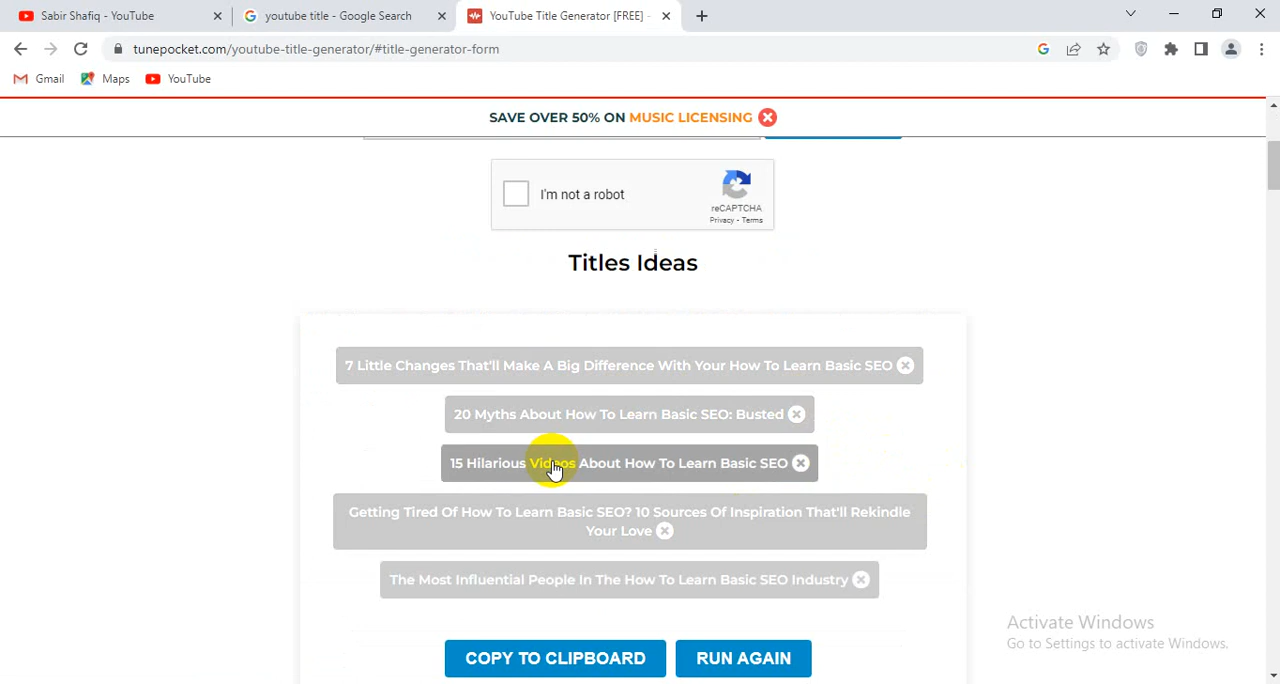 Sabir Shafiq - YouTube
youtube title - Google Search
YouTube Title Generator [FREE] -
tunepocket.com/youtube-title-generator/#title-generator-form
Gmail
Maps
YouTube
SAVE OVER 50% ON MUSIC LICENSING
I'm not a robot
reCAPTCHA
Privacy - Terms
Titles Ideas
7 Little Changes That'll Make A Big Difference With Your How To Learn Basic SEO
20 Myths About How To Learn Basic SEO: Busted
15 Hilarious Videos About How To Learn Basic SEO
Getting Tired Of How To Learn Basic SEO? 10 Sources Of Inspiration That'll Rekindle
Your Love
The Most Influential People In The How To Learn Basic SEO Industry
COPY TO CLIPBOARD
RUN AGAIN
Activate Windows
Go to Settings to activate Windows.